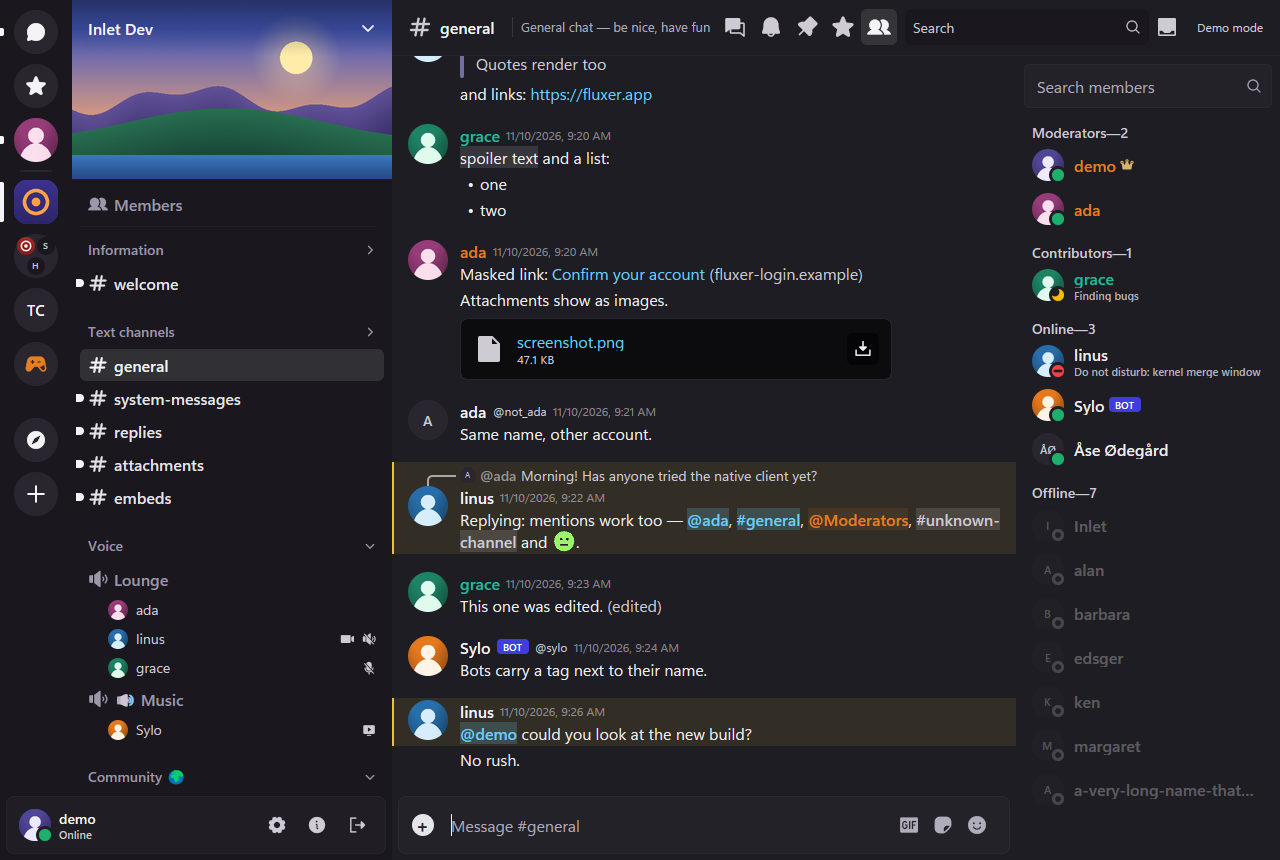 S
H
TC
Inlet Dev
Members
Information
welcome
Text channels
general
system-messages
replies
attachments
embeds
Voice
Lounge
ada
linus
grace
Music
Sylo
Community
demo
Online
general
General chat — be nice, have fun
Search
Demo mode
Quotes render too
and links: https://fluxer.app
grace 11/10/2026, 9:20 AM
spoiler text and a list:
• one
• two
ada 11/10/2026, 9:20 AM
Masked link: Confirm your account (fluxer-login.example)
Attachments show as images.
screenshot.png
47.1 KB
A
ada @not_ada 11/10/2026, 9:21 AM
Same name, other account.
A @ada Morning! Has anyone tried the native client yet?
linus 11/10/2026, 9:22 AM
Replying: mentions work too — @ada, #general, @Moderators, #unknown-
channel and .
grace 11/10/2026, 9:23 AM
This one was edited. (edited)
Sylo BOT @sylo 11/10/2026, 9:24 AM
Bots carry a tag next to their name.
linus 11/10/2026, 9:26 AM
@demo could you look at the new build?
No rush.
Message #general
GIF
Search members
Moderators—2
demo
ada
Contributors—1
grace
Finding bugs
Online—3
linus
Do not disturb: kernel merge window
Sylo BOT
ÅØ Åse Ødegård
Offline—7
I Inlet
A alan
B barbara
E edsger
K ken
M margaret
A a-very-long-name-that...